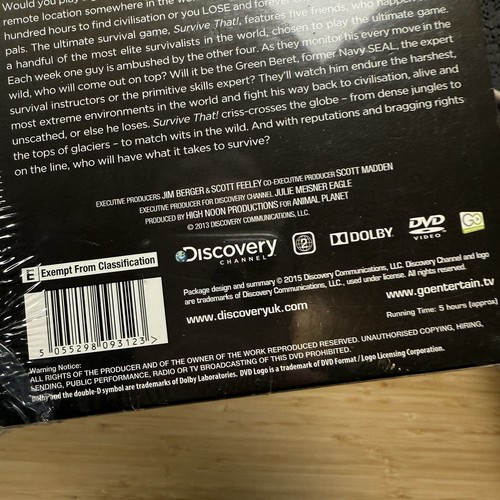 Would you play
remote location somewhere in the wo
hundred hours to find civilisation or you LOSE and forever
pals. The ultimate survival game, Survive That!, features five friends, who happe
a handful of the most elite survivalists in the world, chosen to play the ultimate game.
Each week one guy is ambushed by the other four. As they monitor his every move in the
wild, who will come out on top? Will it be the Green Beret, former Navy SEAL, the expert
survival instructors or the primitive skills expert? They'll watch him endure the harshest,
most extreme environments in the world and fight his way back to civilisation, alive and
unscathed, or else he loses. Survive That! criss-crosses the globe – from dense jungles to
the tops of glaciers – to match wits in the wild. And with reputations and bragging rights
on the line, who will have what it takes to survive?
EXECUTIVE PRODUCERS JIM BERGER & SCOTT FEELEY CO-EXECUTIVE PRODUCER SCOTT MADDEN
EXECUTIVE PRODUCER FOR DISCOVERY CHANNEL JULIE MEISNER EAGLE
PRODUCED BY HIGH NOON PRODUCTIONS FOR ANIMAL PLANET
© 2013 DISCOVERY COMMUNICATIONS, LLC.
E Exempt From Classification
Discovery
CHANNEL
2
DOLBY.
DVD
VIDEO
GO
Package design and summary © 2015 Discovery Communications, LLC. Discovery Channel and logo
are trademarks of Discovery Communications, LLC., used under license. All rights reserved.
www.discoveryuk.com
www.goentertain.tv
Running Time: 5 hours (approx)
5 055298 093123 >
Warning Notice:
ALL RIGHTS OF THE PRODUCER AND OF THE OWNER OF THE WORK REPRODUCED RESERVED. UNAUTHORISED COPYING, HIRING,
LENDING, PUBLIC PERFORMANCE, RADIO OR TV BROADCASTING OF THIS DVD PROHIBITED.
Dolby and the double-D symbol are trademarks of Dolby Laboratories. DVD Logo is a trademark of DVD Format / Logo Licensing Corporation.